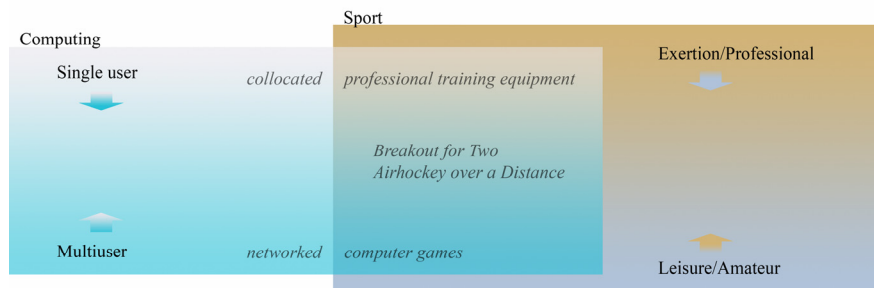 Sport
Computing
Single user
collocated
professional training equipment
Exertion/Professional
Breakout for Two
Airhockey over a Distance
Multiuser
networked
computer games
Leisure/Amateur